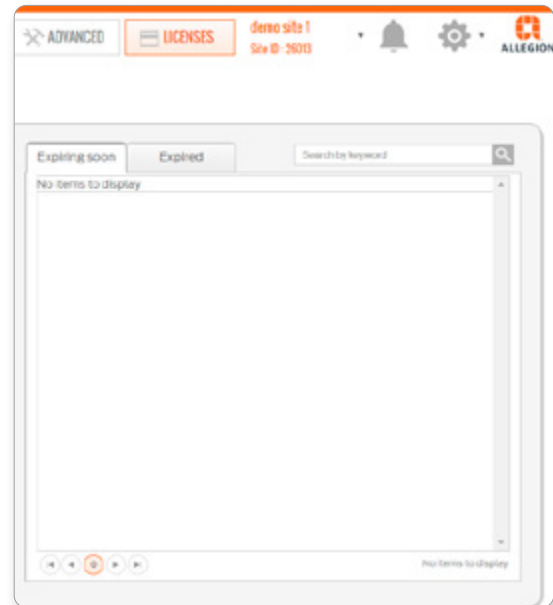 ADVANCED
LICENSES
demo site 1
Site ID - 26013
ALLEGION
Expiring soon
Expired
Search by keyword
No items to display
0
No items to display